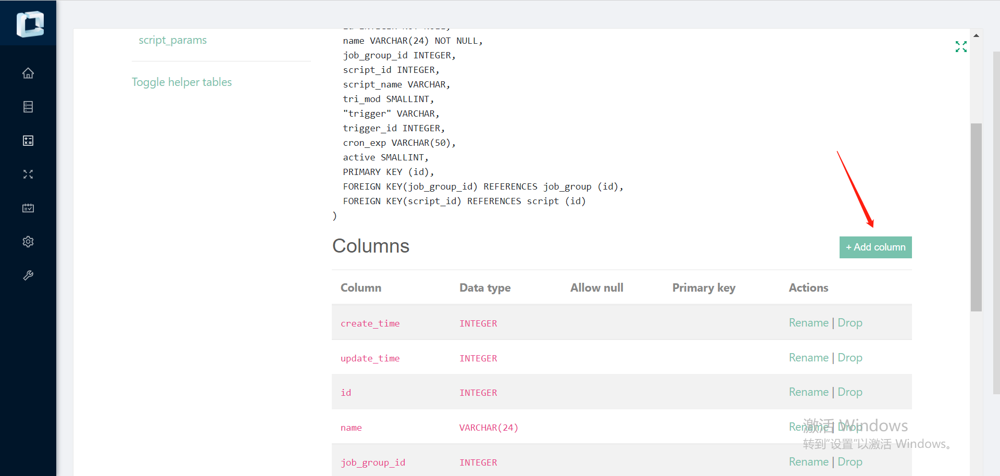 script_params
Toggle helper tables
id INTEGER NOT NULL,
name VARCHAR(24) NOT NULL,
job_group_id INTEGER,
script_id INTEGER,
script_name VARCHAR,
tri_mod SMALLINT,
"trigger" VARCHAR,
trigger_id INTEGER,
cron_exp VARCHAR(50),
active SMALLINT,
PRIMARY KEY (id),
FOREIGN KEY(job_group_id) REFERENCES job_group (id),
FOREIGN KEY(script_id) REFERENCES script (id)
)
Columns
+ Add column
Column Data type Allow null Primary key Actions
create_time INTEGER Rename | Drop
update_time INTEGER Rename | Drop
id INTEGER Rename | Drop
name VARCHAR(24) Rename | Drop
job_group_id INTEGER Rename | Drop
激活 Windows
转到“设置”以激活 Windows。